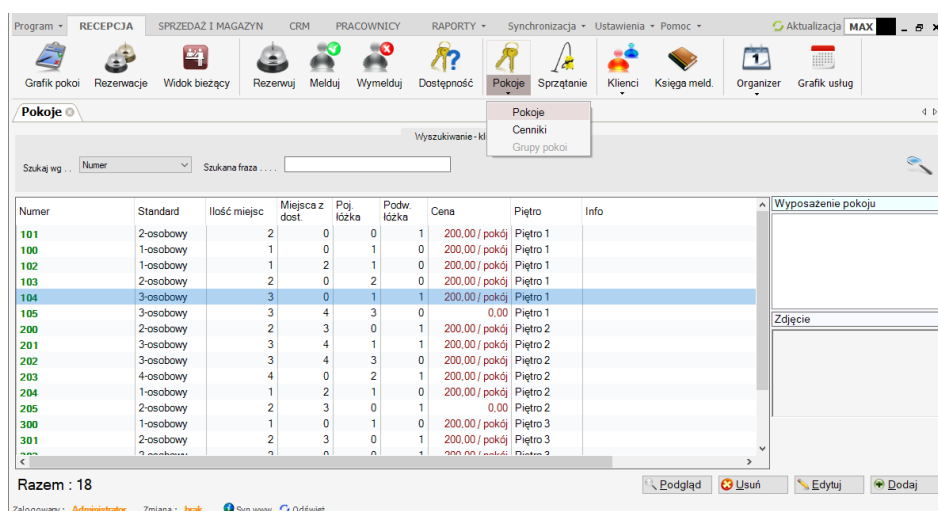 Program RECEPCJA SPRZEDAŻ I MAGAZYN CRM PRACOWNICY RAPORTY Synchronizacja Ustawienia Pomoc Aktualizacja MAX
Grafik pokoi Rezerwacje Widok bieżący Rezerwuj Melduj Wymelduj Dostępność Pokoje Sprzątanie Klienci Księga meld. Organizer Grafik usług
Pokoje
Pokoje
Cenniki
Grupy pokoi
Wyszukiwanie - kl
Szukaj wg . . Numer Szukana fraza . . . .
Numer Standard Ilość miejsc Miejsca z dost. Poj. łóżka Podw. łóżka Cena Piętro Info
101 2-osobowy 2 0 0 1 200,00 / pokój Piętro 1
100 1-osobowy 1 0 1 0 200,00 / pokój Piętro 1
102 1-osobowy 1 2 1 0 200,00 / pokój Piętro 1
103 2-osobowy 2 0 2 0 200,00 / pokój Piętro 1
104 3-osobowy 3 0 1 1 200,00 / pokój Piętro 1
105 3-osobowy 3 4 3 0 0,00 Piętro 1
200 2-osobowy 2 3 0 1 200,00 / pokój Piętro 2
201 3-osobowy 3 4 1 1 200,00 / pokój Piętro 2
202 3-osobowy 3 4 3 0 200,00 / pokój Piętro 2
203 4-osobowy 4 0 2 1 200,00 / pokój Piętro 2
204 1-osobowy 1 2 1 0 200,00 / pokój Piętro 2
205 2-osobowy 2 3 0 1 0,00 Piętro 2
300 1-osobowy 1 0 1 0 200,00 / pokój Piętro 3
301 2-osobowy 2 3 0 1 200,00 / pokój Piętro 3
Wyposażenie pokoju
Zdjęcie
Razem : 18
Podgląd Usuń Edytuj Dodaj
Zalogowany : Administrator Zmiana : brak Syn.www Odśwież